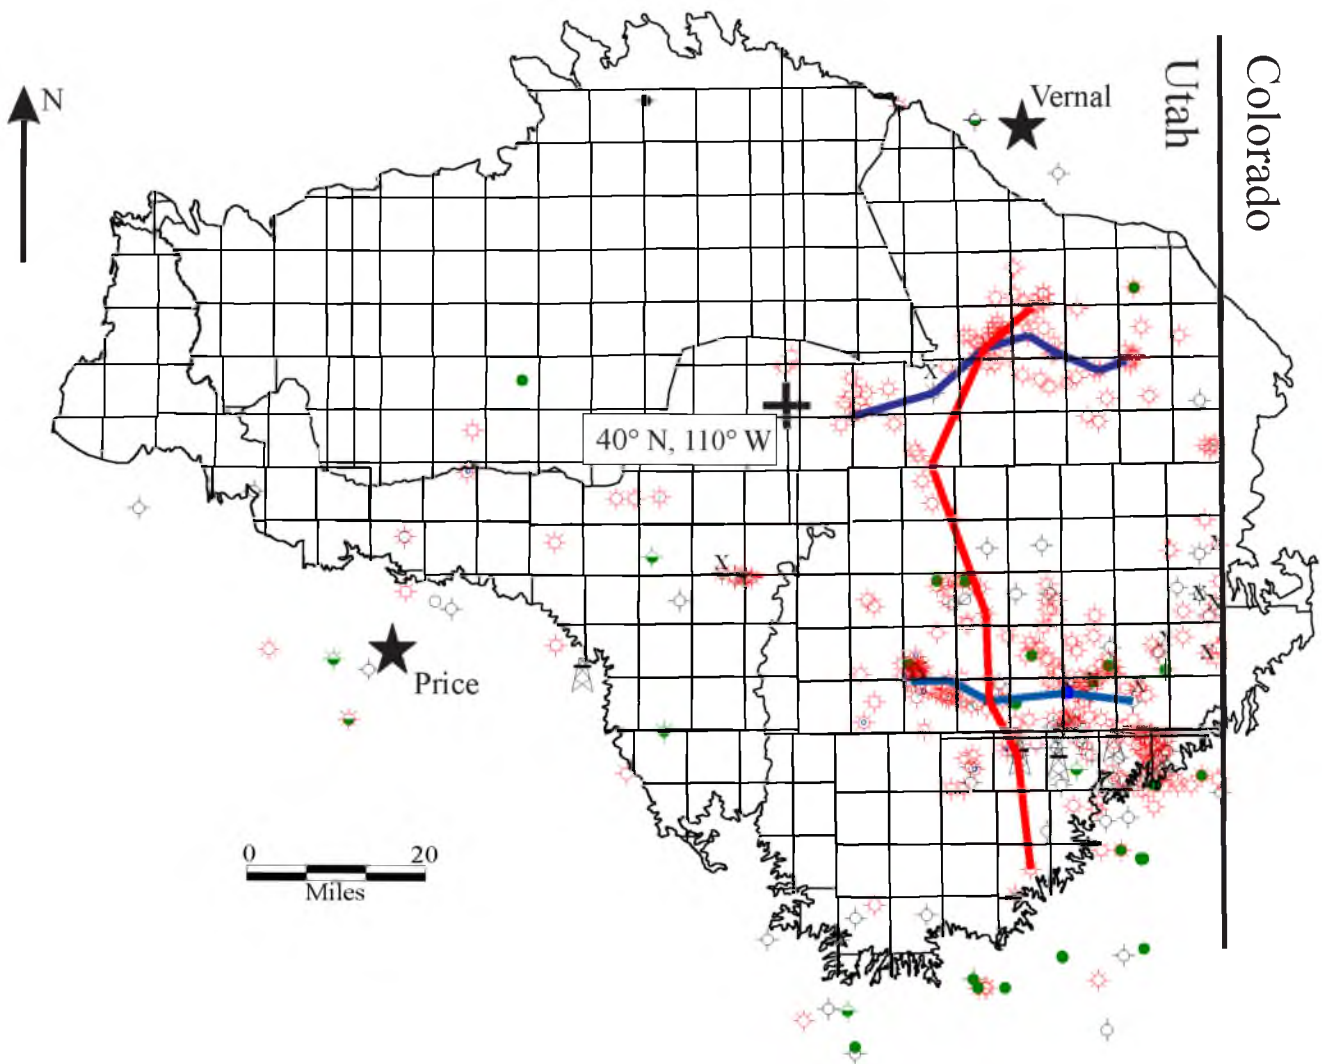 N
Vernal
Utah
Colorado
40° N, 110° W
X
X
X
X
X
X
Price
0 20
Miles